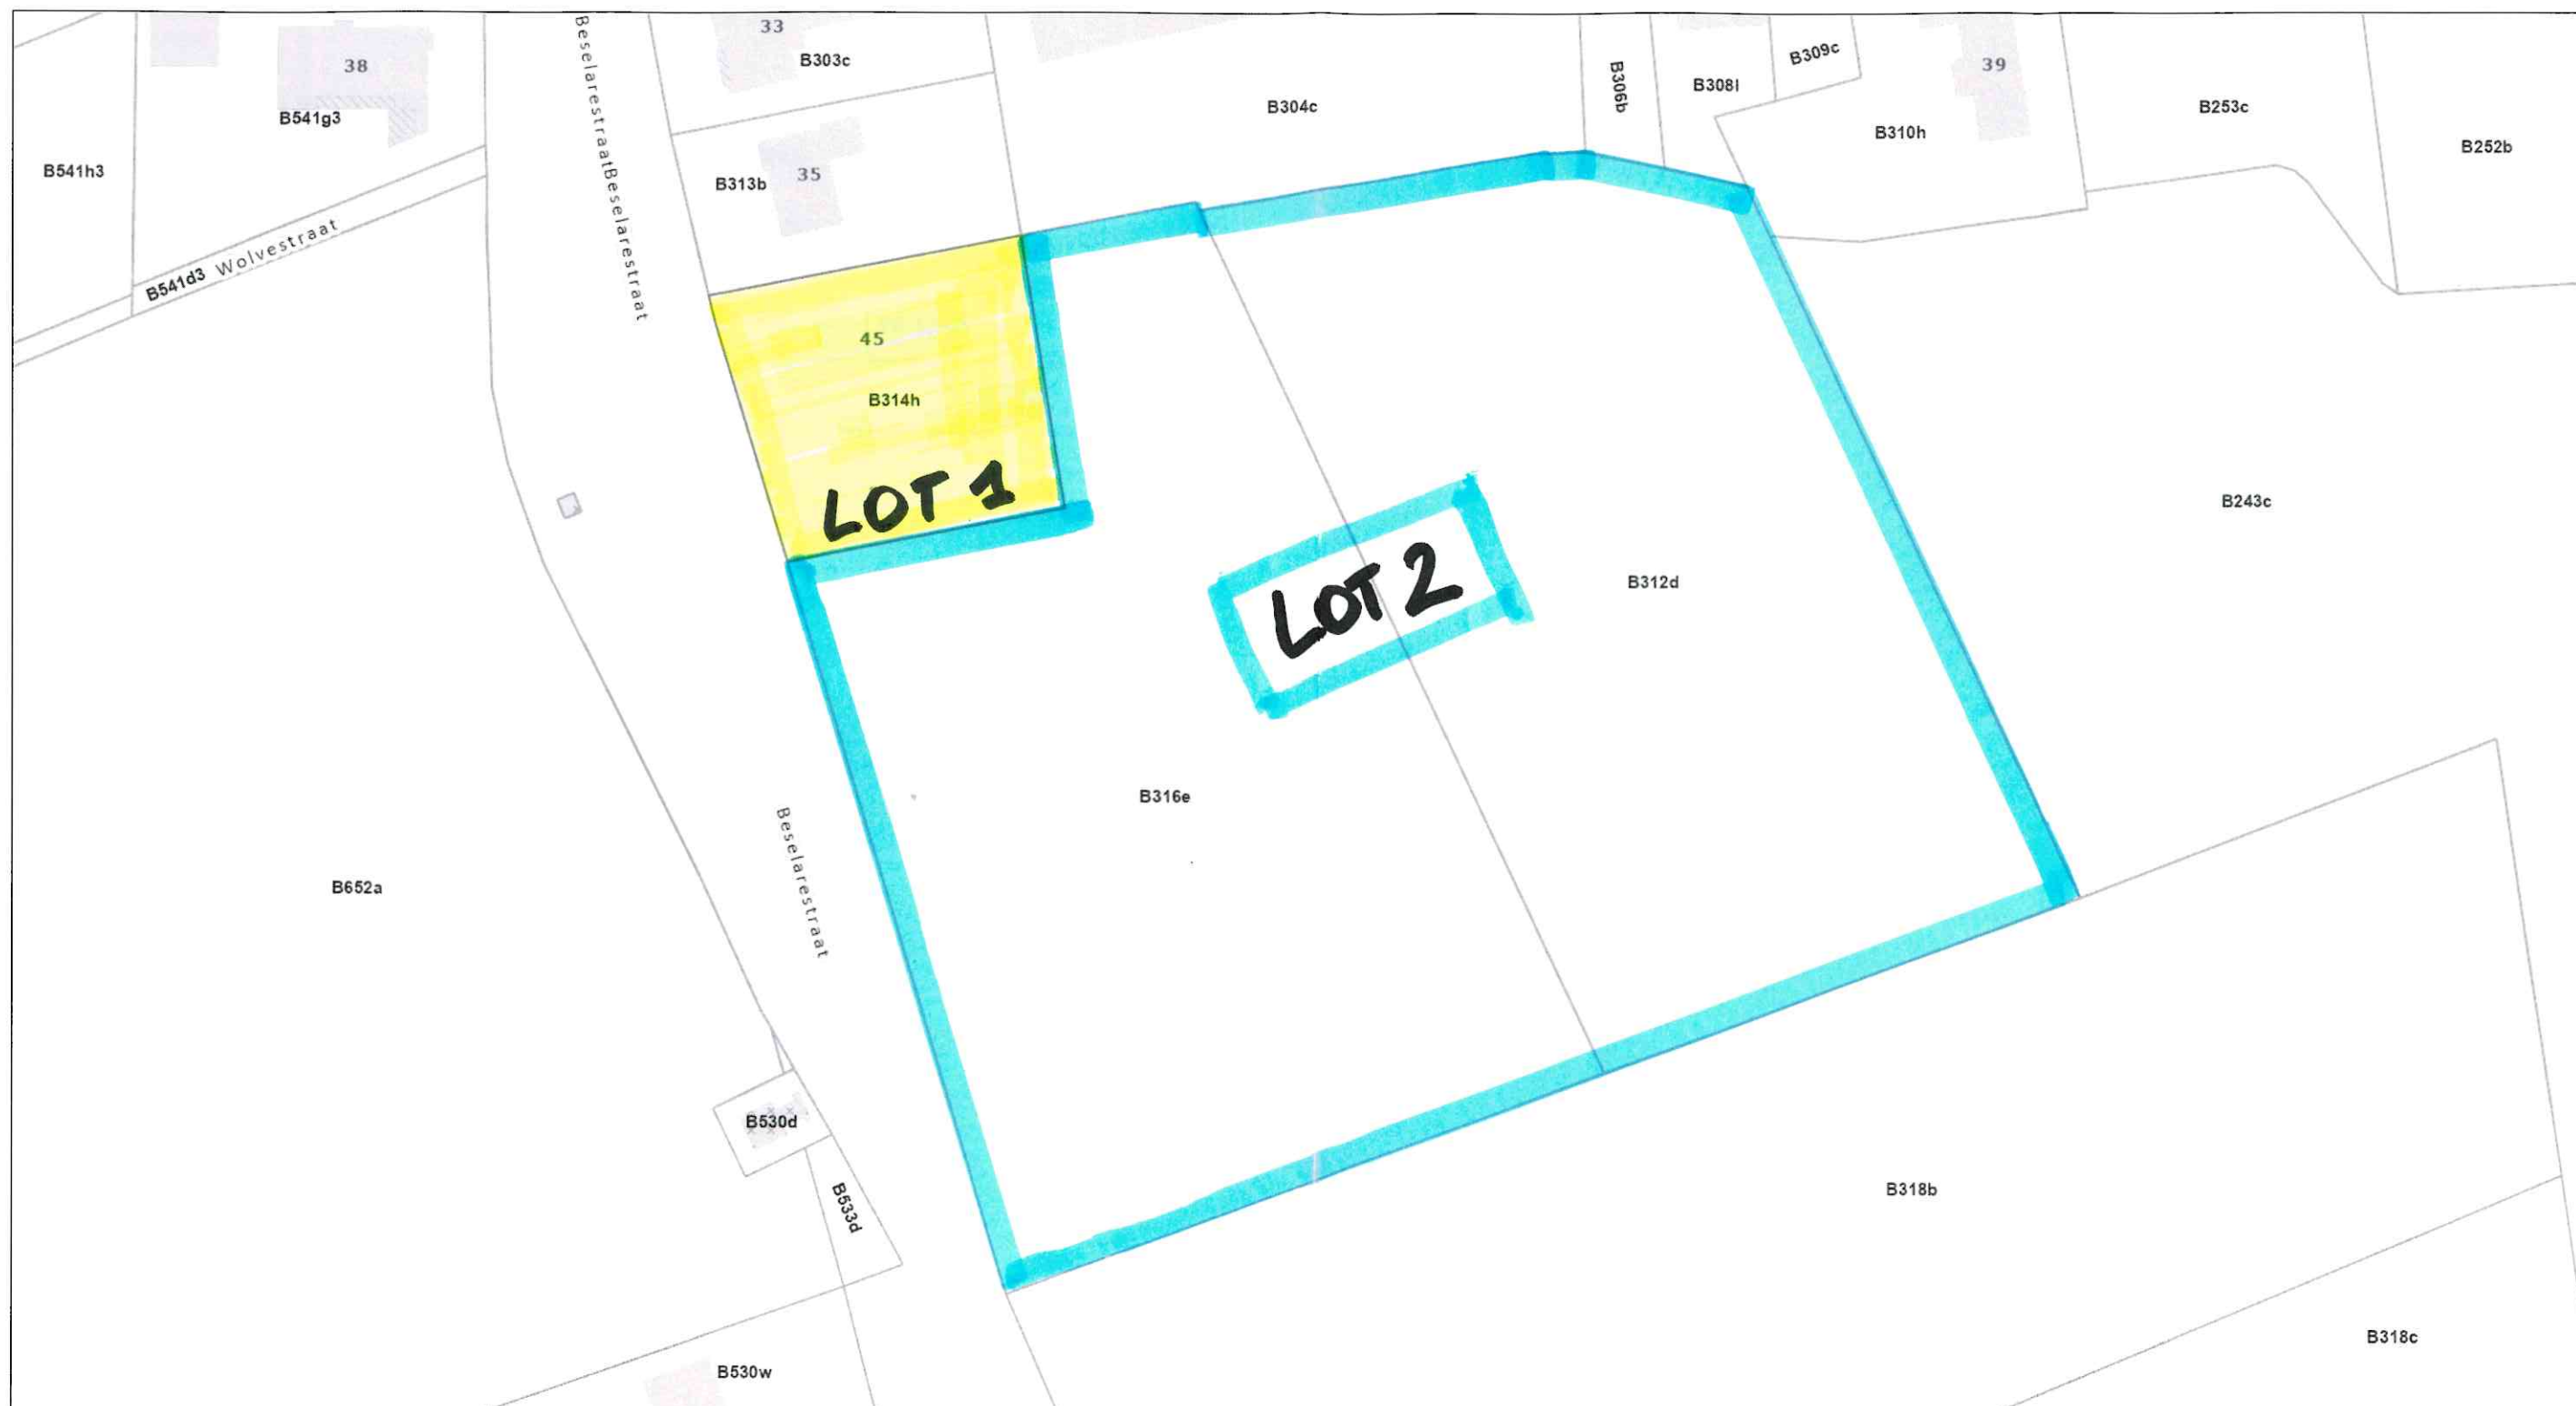 33
B303c
38
B541g3
B541h3
BeselarestraatBeselarestraat
B304c
B306b
B308l
B309c
39
B310h
B253c
B252b
B313b
35
B541d3 Wolvestraat
45
B314h
LOT 1
LOT 2
B312d
B243c
B316e
Beselarestraat
B652a
B530d
B533d
B318b
B530w
B318c